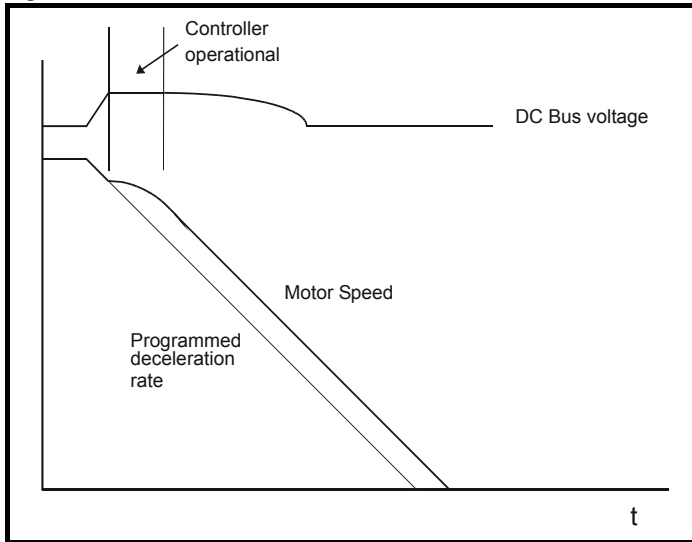 Controller
operational
DC Bus voltage
Motor Speed
Programmed
deceleration
rate
t